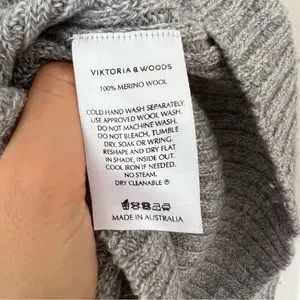 VIKTORIA & WOODS
100% MERINO WOOL
COLD HAND WASH SEPARATELY.
USE APPROVED WOOL WASH.
DO NOT MACHINE WASH.
DO NOT BLEACH, TUMBLE
DRY, SOAK OR WRING.
RESHAPE AND DRY FLAT
IN SHADE, INSIDE OUT.
COOL IRON IF NEEDED.
NO STEAM.
DRY CLEANABLE Ⓟ
MADE IN AUSTRALIA